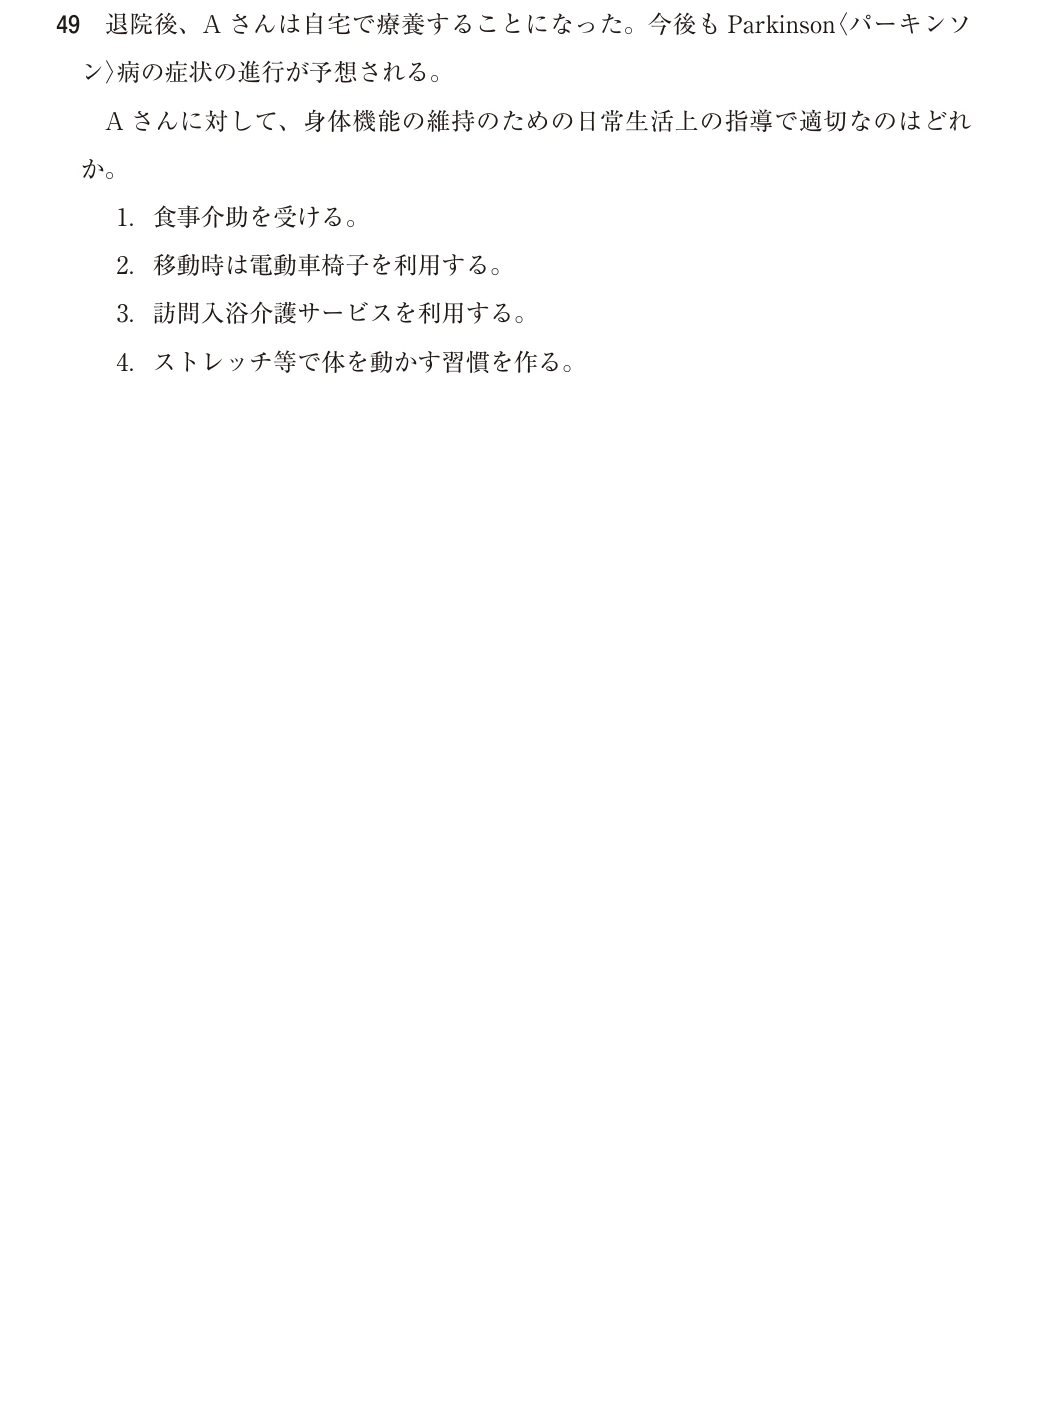 49 退院後、A さんは自宅で療養することになった。今後も Parkinson〈パーキンソ
ン〉病の症状の進行が予想される。
A さんに対して、身体機能の維持のための日常生活上の指導で適切なのはどれ
か。
1. 食事介助を受ける。
2. 移動時は電動車椅子を利用する。
3. 訪問入浴介護サービスを利用する。
4. ストレッチ等で体を動かす習慣を作る。